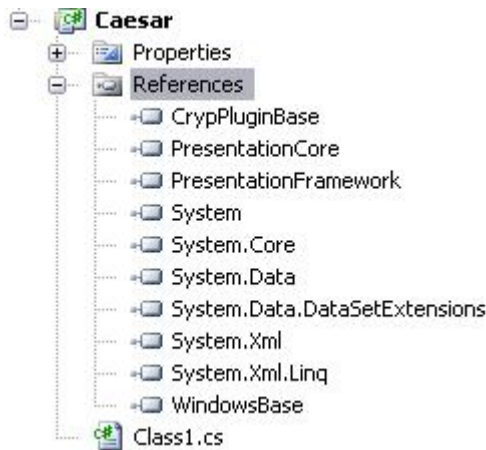 Caesar
Properties
References
CrypPluginBase
PresentationCore
PresentationFramework
System
System.Core
System.Data
System.Data.DataSetExtensions
System.Xml
System.Xml.Linq
WindowsBase
Class1.cs